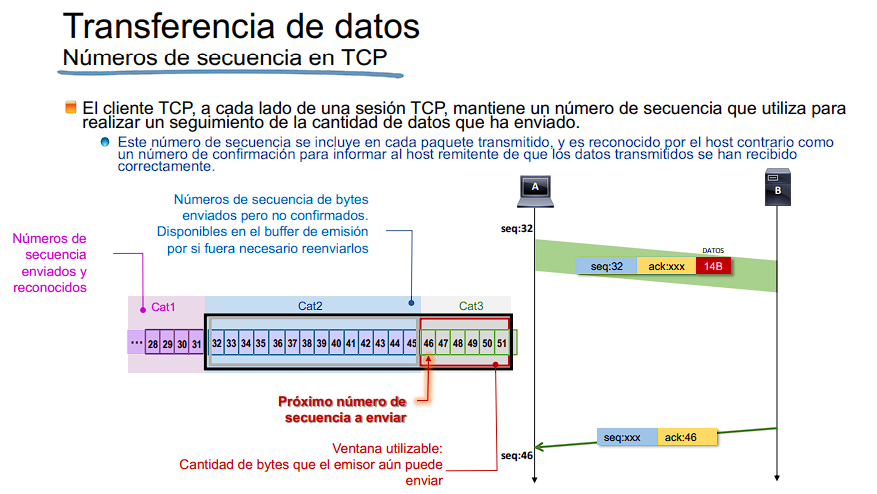 Transferencia de datos
Números de secuencia en TCP
El cliente TCP, a cada lado de una sesión TCP, mantiene un número de secuencia que utiliza para
realizar un seguimiento de la cantidad de datos que ha enviado.
Este número de secuencia se incluye en cada paquete transmitido, y es reconocido por el host contrario como
un número de confirmación para informar al host remitente de que los datos transmitidos se han recibido
correctamente.
Números de secuencia de bytes
enviados pero no confirmados.
Disponibles en el buffer de emisión
por si fuera necesario reenviarlos
Números de
secuencia
enviados y
reconocidos
Cat1
Cat2
Cat3
... 28 29 30 31 32 33 34 35 36 37 38 39 40 41 42 43 44 45 46 47 48 49 50 51
Próximo número de
secuencia a enviar
Ventana utilizable:
Cantidad de bytes que el emisor aún puede
enviar
A
B
seq:32
DATOS
seq:32 ack:xxx 14B
seq:xxx ack:46
seq:46